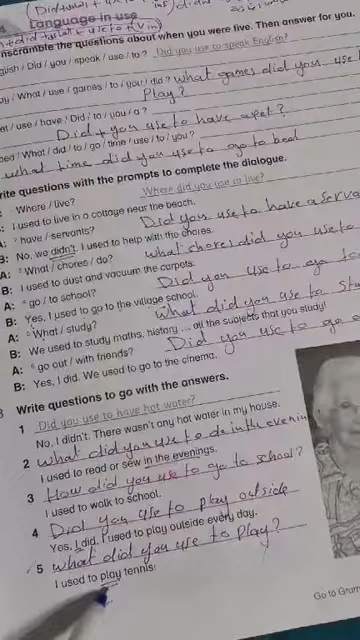 Language in use
nscramble the questions about when you were five. Then answer for you.
glish / Did / you / speak / use / to? Did you use to speak English?
/ What / use / games / to / you / did? what games did you use
Play?
use / have / Did / to / you / a?
Did you use to have a pet?
bed / What / did / to / go / time / use / to / you?
what time did you use to go to bed
rite questions with the prompts to complete the dialogue.
Where / live? Where did you use to live?
I used to live in a cottage near the beach.
² have / servants? Did you use to have a serva
No, we didn't. I used to help with the chores.
A: ³ What / chores / do? what chores did you use to
B: I used to dust and vacuum the carpets.
A: ⁴ go / to school? Did you use to go to
B: Yes, I used to go to the village school.
A: ⁵ What / study? what did you use to stu
B: We used to study maths, history ... all the subjects that you study!
A: ⁶ go out / with friends? Did you use to go
B: Yes, I did. We used to go to the cinema.
3 Write questions to go with the answers.
1 Did you use to have hot water?
No, I didn't. There wasn't any hot water in my house.
2 what did you use to do in the evenin
I used to read or sew in the evenings.
3 How did you use to go to school?
I used to walk to school.
4 Did you use to play outside
Yes, I did. I used to play outside every day.
5 what did you use to play?
I used to play tennis.
Go to Gram